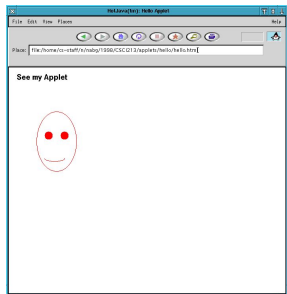 HotJava(tm): Hello Applet
File Edit View Places Help
Place: file:/home/cs-staff/n/nabg/1998/CSCI213/applets/hello/hello.html
See my Applet